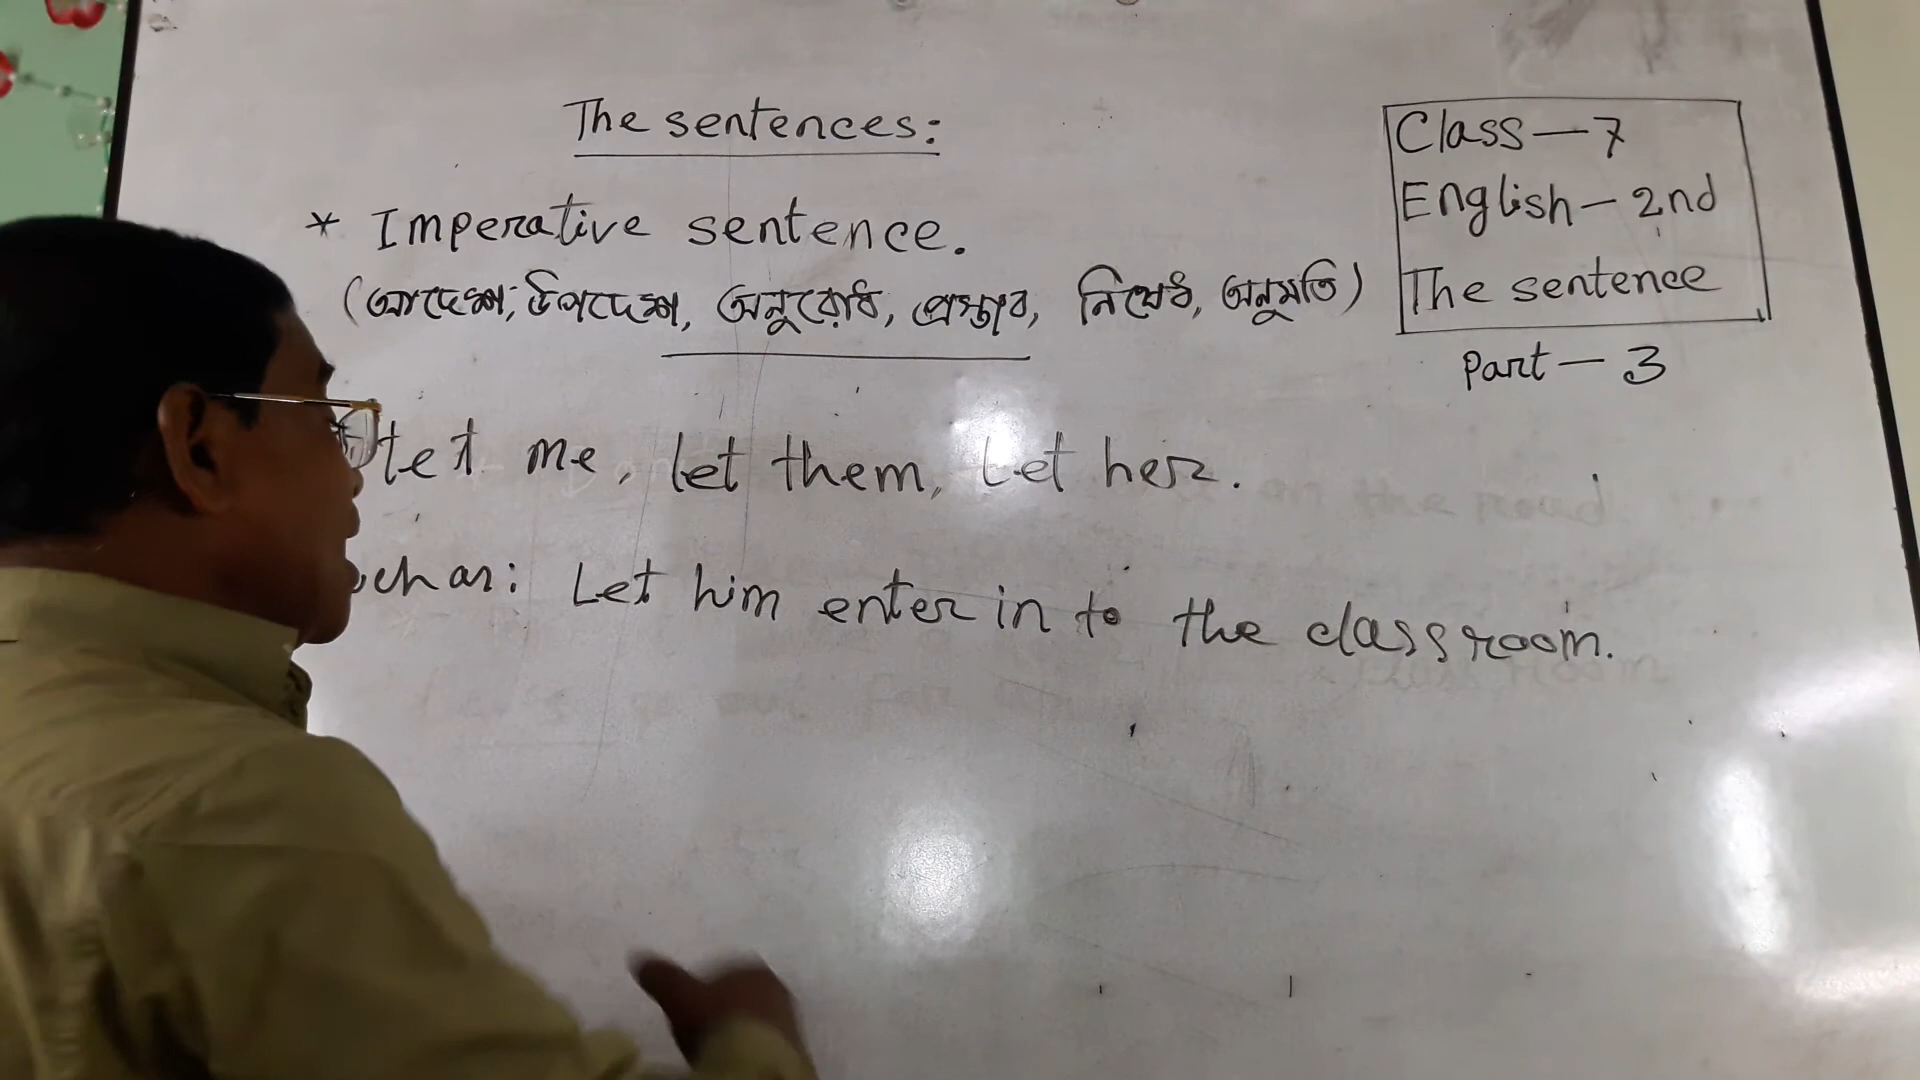 The sentences:
* Imperative sentence.
(আদেশ, উপদেশ, অনুরোধ, প্রস্তাব, নিষেধ, অনুমতি)
Class - 7
English - 2nd
The sentence
Part - 3
let me, let them, Let her.
Let him enter in to the classroom.